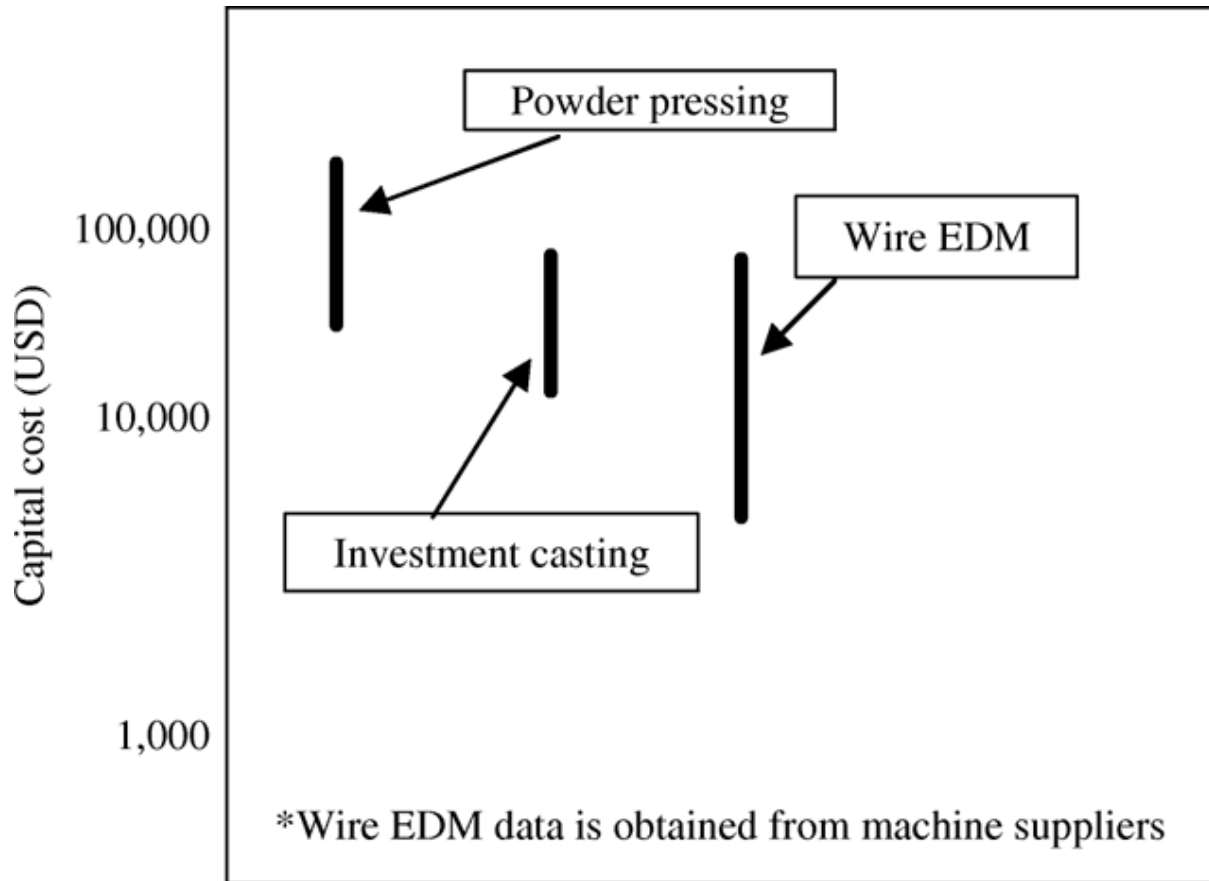 Powder pressing
100,000
Wire EDM
Capital cost (USD)
10,000
Investment casting
1,000
*Wire EDM data is obtained from machine suppliers